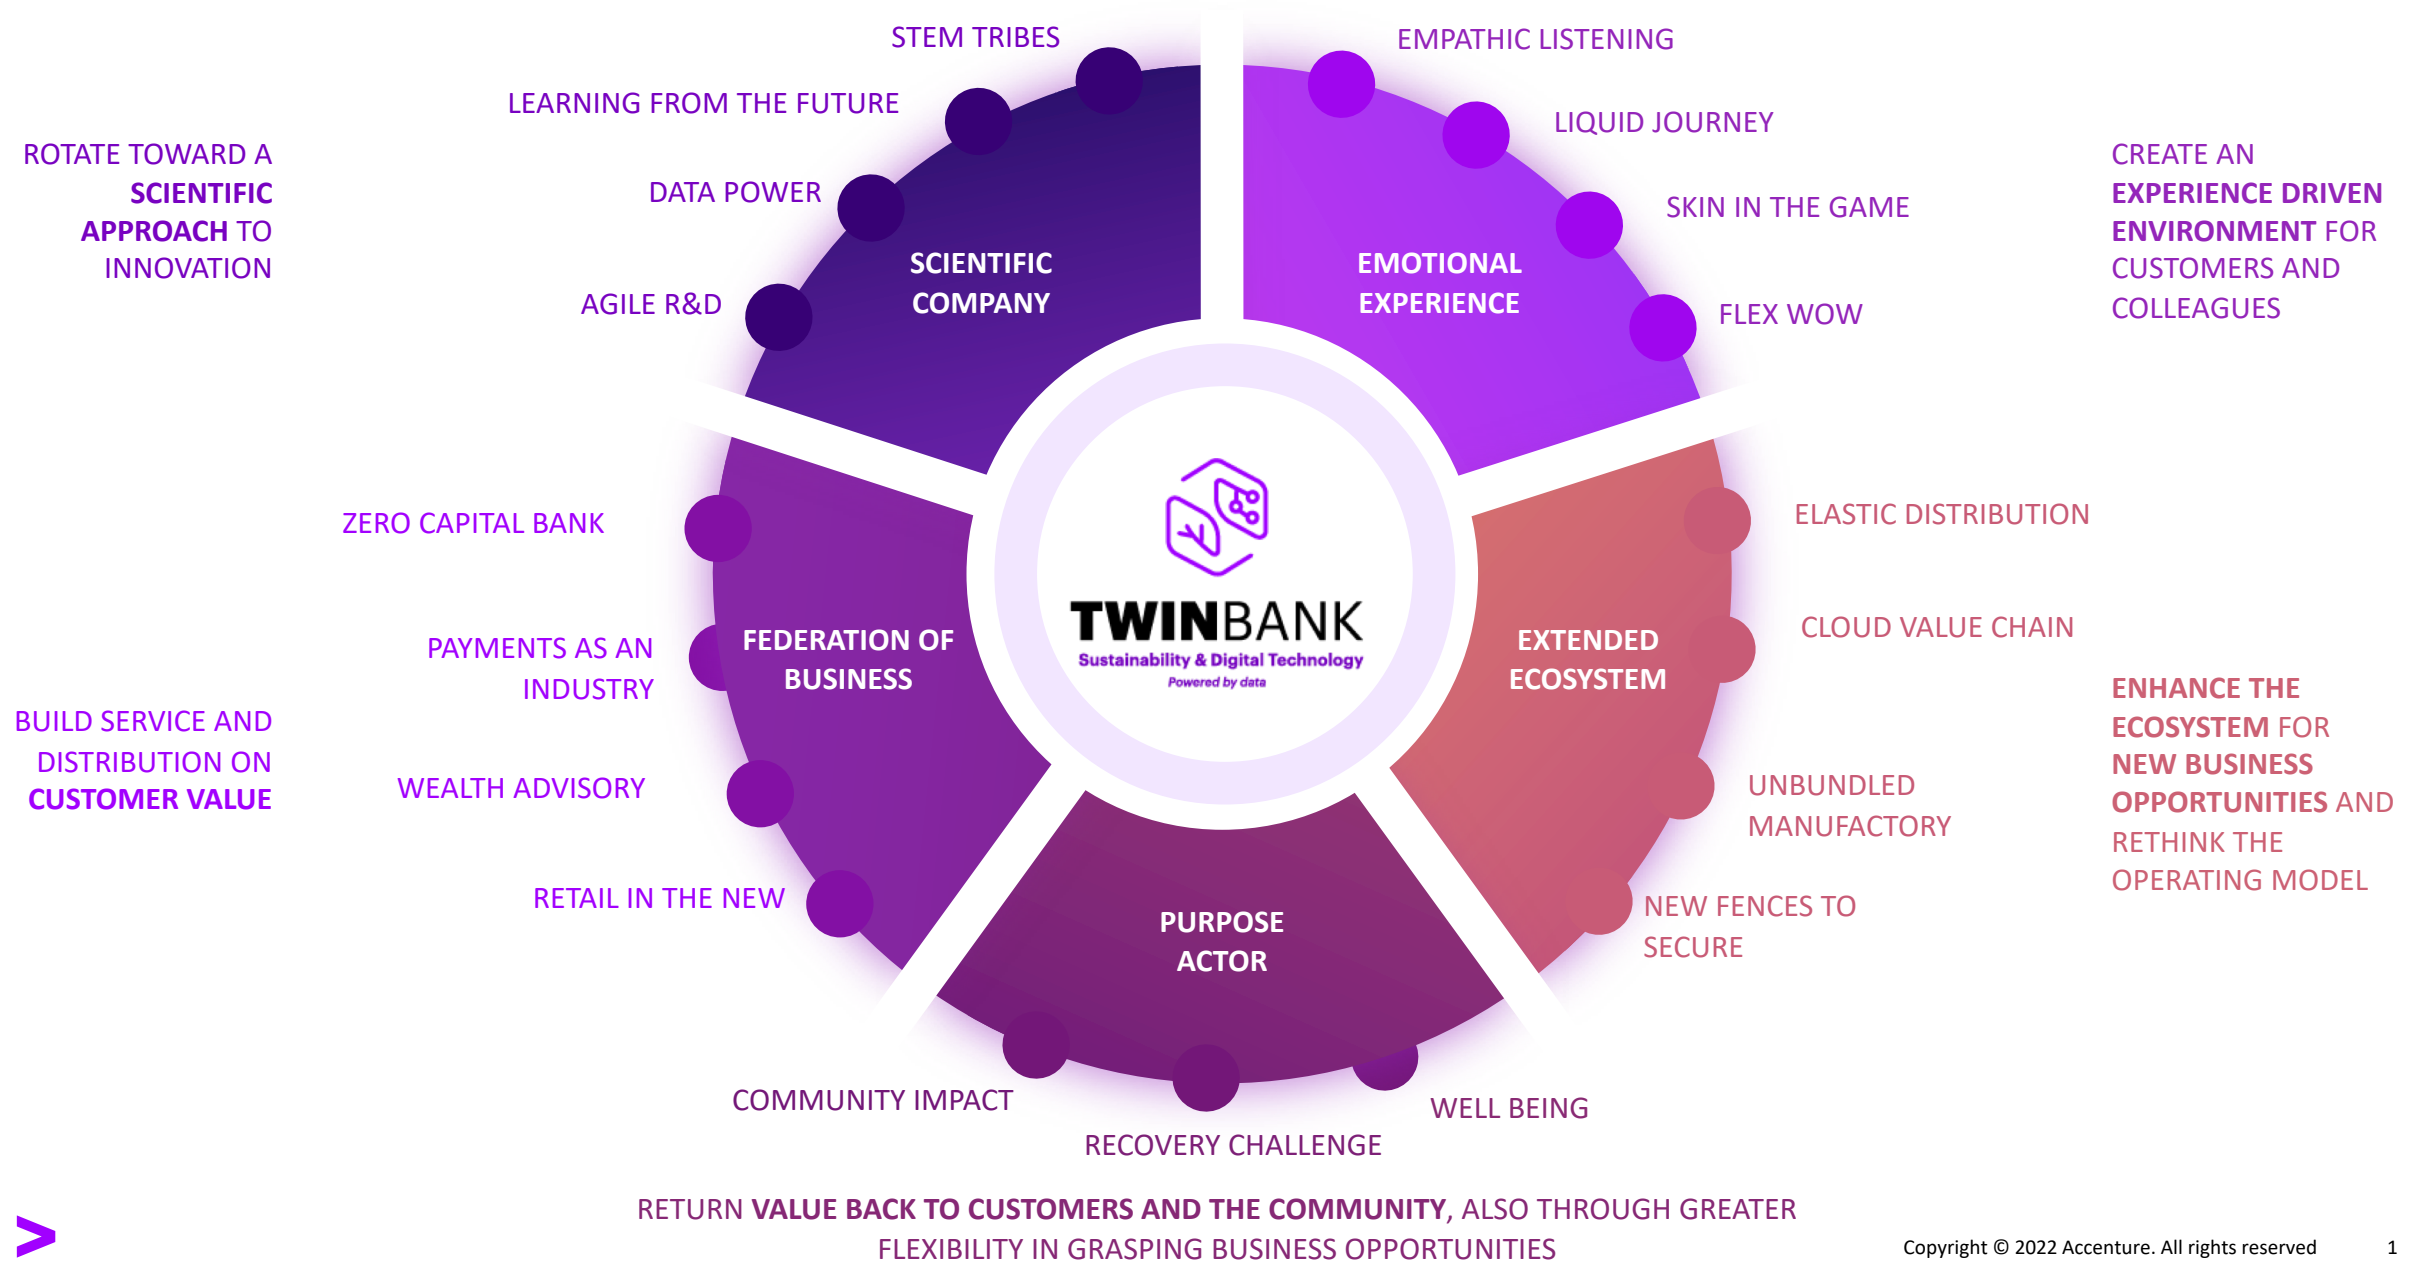 STEM TRIBES
LEARNING FROM THE FUTURE
DATA POWER
AGILE R&D
ROTATE TOWARD A
SCIENTIFIC
APPROACH TO
INNOVATION
SCIENTIFIC
COMPANY
EMPATHIC LISTENING
LIQUID JOURNEY
SKIN IN THE GAME
FLEX WOW
EMOTIONAL
EXPERIENCE
CREATE AN
EXPERIENCE DRIVEN
ENVIRONMENT FOR
CUSTOMERS AND
COLLEAGUES
ZERO CAPITAL BANK
PAYMENTS AS AN
INDUSTRY
WEALTH ADVISORY
RETAIL IN THE NEW
BUILD SERVICE AND
DISTRIBUTION ON
CUSTOMER VALUE
FEDERATION OF
BUSINESS
TWINBANK
Sustainability & Digital Technology
Powered by data
EXTENDED
ECOSYSTEM
ELASTIC DISTRIBUTION
CLOUD VALUE CHAIN
UNBUNDLED
MANUFACTORY
NEW FENCES TO
SECURE
ENHANCE THE
ECOSYSTEM FOR
NEW BUSINESS
OPPORTUNITIES AND
RETHINK THE
OPERATING MODEL
PURPOSE
ACTOR
COMMUNITY IMPACT
RECOVERY CHALLENGE
WELL BEING
RETURN VALUE BACK TO CUSTOMERS AND THE COMMUNITY, ALSO THROUGH GREATER
FLEXIBILITY IN GRASPING BUSINESS OPPORTUNITIES
Copyright © 2022 Accenture. All rights reserved 1